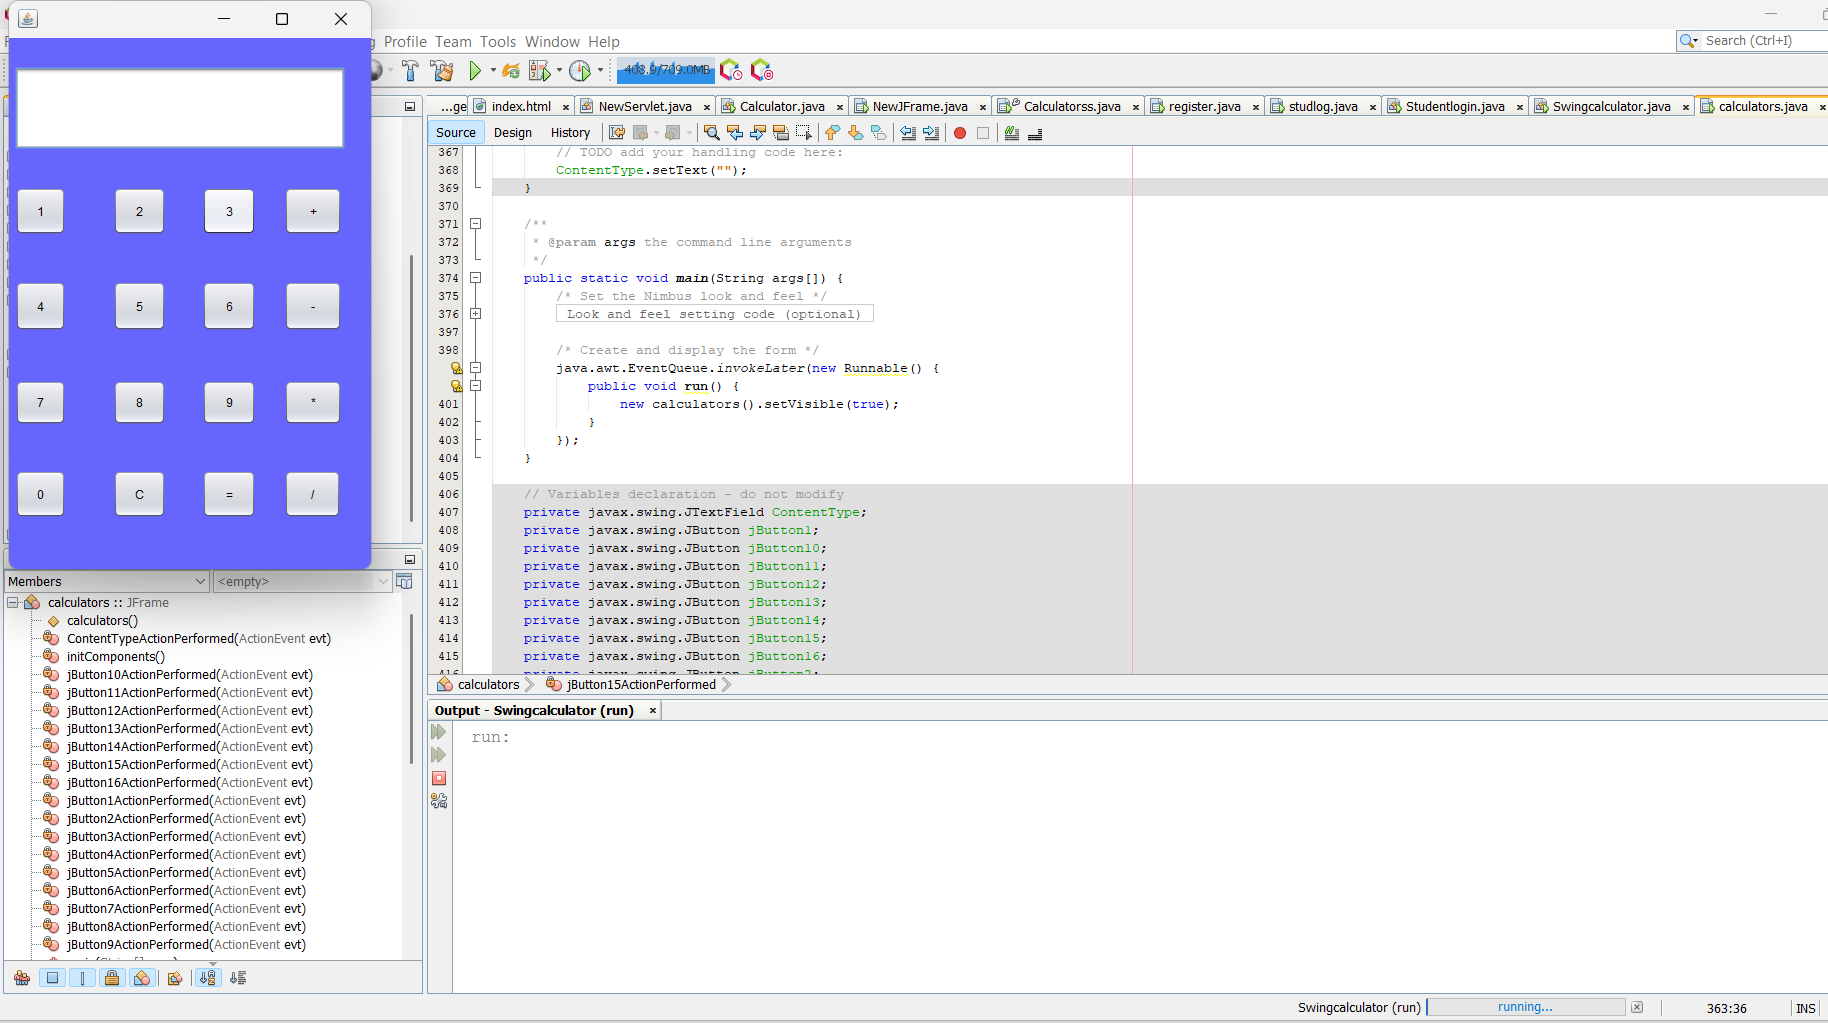 g Profile Team Tools Window Help
Search (Ctrl+I)
408.9/709.0MB
...ge index.html NewServlet.java Calculator.java NewJFrame.java Calculatorss.java register.java studlog.java Studentlogin.java Swingcalculator.java calculators.java
Source Design History
1 2 3 +
4 5 6 -
7 8 9 *
0 C = /
367 // TODO add your handling code here:
368 ContentType.setText("");
369 }
370
371 /**
372 * @param args the command line arguments
373 */
374 public static void main(String args[]) {
375 /* Set the Nimbus look and feel */
376 Look and feel setting code (optional)
397
398 /* Create and display the form */
java.awt.EventQueue.invokeLater(new Runnable() {
public void run() {
401 new calculators().setVisible(true);
402 }
403 });
404 }
405
406 // Variables declaration - do not modify
407 private javax.swing.JTextField ContentType;
408 private javax.swing.JButton jButton1;
409 private javax.swing.JButton jButton10;
410 private javax.swing.JButton jButton11;
411 private javax.swing.JButton jButton12;
412 private javax.swing.JButton jButton13;
413 private javax.swing.JButton jButton14;
414 private javax.swing.JButton jButton15;
415 private javax.swing.JButton jButton16;
416 private javax.swing.JButton jButton2;
calculators jButton15ActionPerformed
Members <empty>
calculators :: JFrame
calculators()
ContentTypeActionPerformed(ActionEvent evt)
initComponents()
jButton10ActionPerformed(ActionEvent evt)
jButton11ActionPerformed(ActionEvent evt)
jButton12ActionPerformed(ActionEvent evt)
jButton13ActionPerformed(ActionEvent evt)
jButton14ActionPerformed(ActionEvent evt)
jButton15ActionPerformed(ActionEvent evt)
jButton16ActionPerformed(ActionEvent evt)
jButton1ActionPerformed(ActionEvent evt)
jButton2ActionPerformed(ActionEvent evt)
jButton3ActionPerformed(ActionEvent evt)
jButton4ActionPerformed(ActionEvent evt)
jButton5ActionPerformed(ActionEvent evt)
jButton6ActionPerformed(ActionEvent evt)
jButton7ActionPerformed(ActionEvent evt)
jButton8ActionPerformed(ActionEvent evt)
jButton9ActionPerformed(ActionEvent evt)
Output - Swingcalculator (run)
run:
Swingcalculator (run) running... 363:36 INS